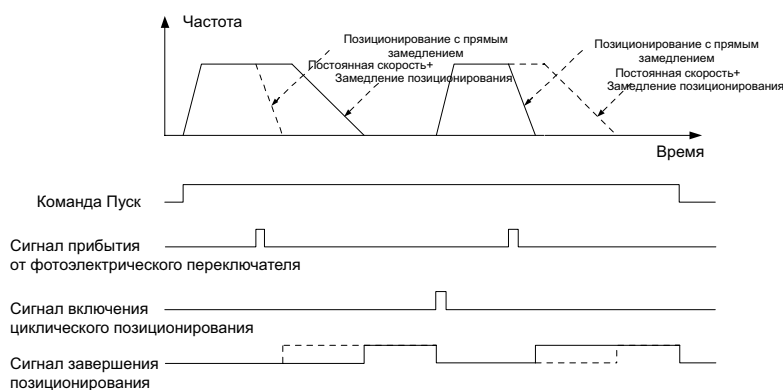 Частота
Позиционирование с прямым
замедлением
Постоянная скорость+
Замедление позиционирования
Позиционирование с прямым
замедлением
Постоянная скорость+
Замедление позиционирования
Время
Команда Пуск
Сигнал прибытия
от фотоэлектрического переключателя
Сигнал включения
циклического позиционирования
Сигнал завершения
позиционирования